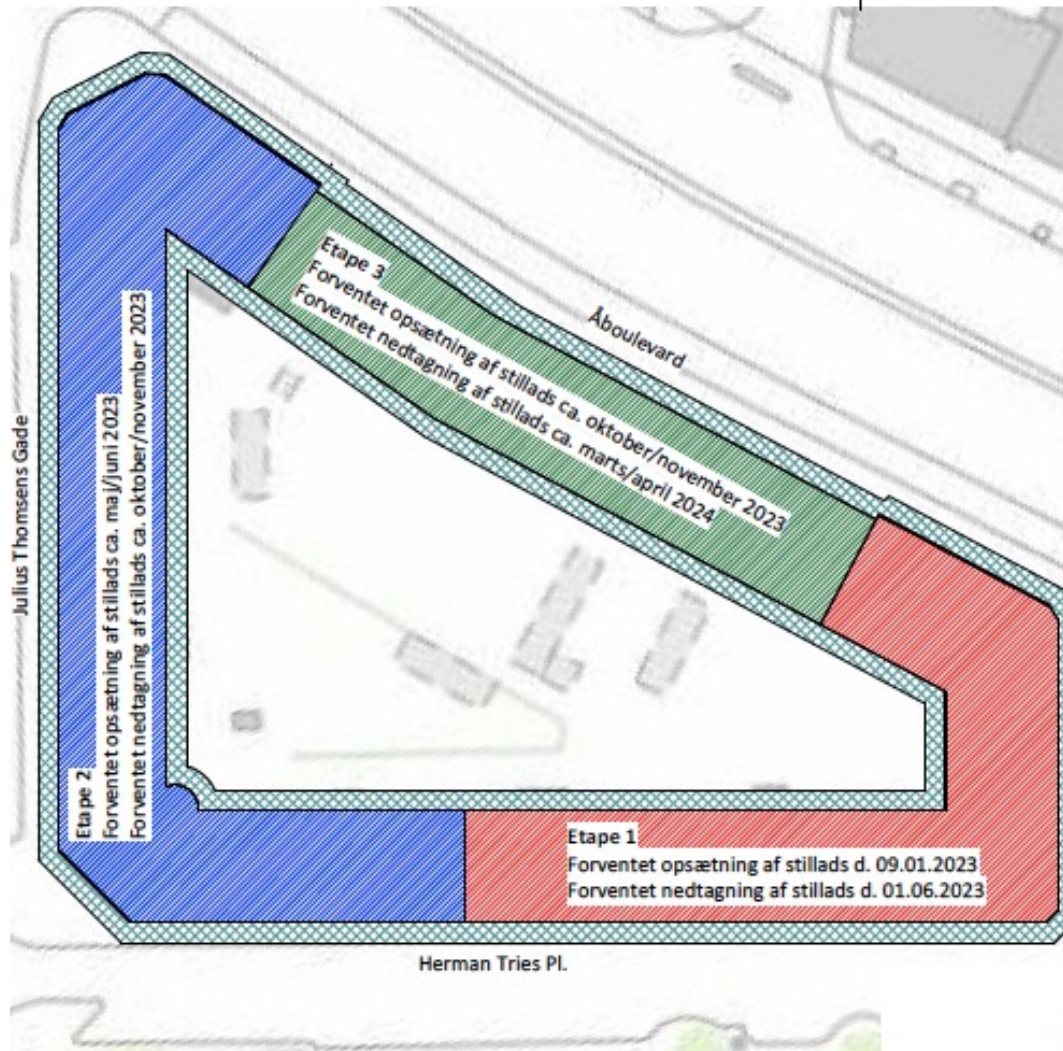 Etape 3
Forventet opsætning af stillads ca. oktober/november 2023
Forventet nedtagning af stillads ca. marts/april 2024
Åboulevard
Julius Thomsens Gade
Etape 2
Forventet opsætning af stillads ca. maj/juni 2023
Forventet nedtagning af stillads ca. oktober/november 2023
Etape 1
Forventet opsætning af stillads d. 09.01.2023
Forventet nedtagning af stillads d. 01.06.2023
Herman Tries Pl.